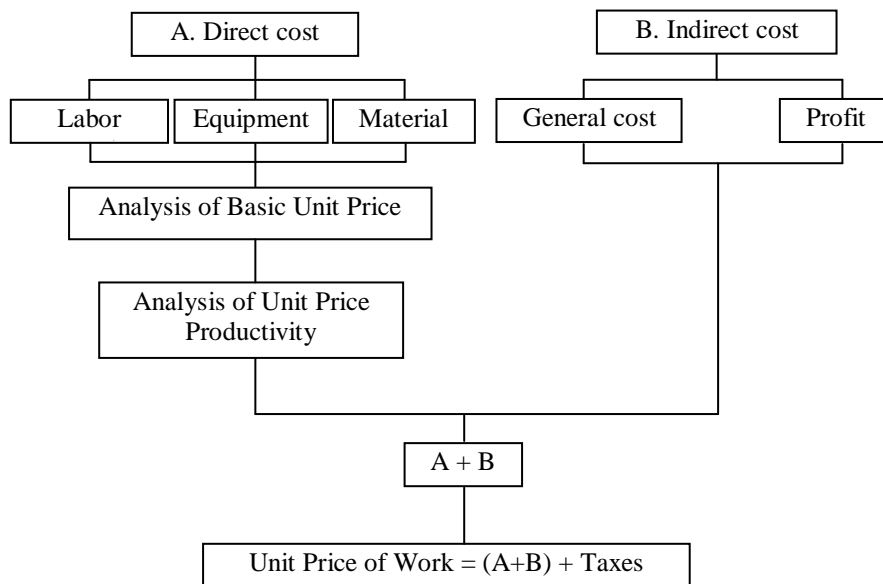 A. Direct cost
B. Indirect cost
Labor
Equipment
Material
General cost
Profit
Analysis of Basic Unit Price
Analysis of Unit Price
Productivity
A + B
Unit Price of Work = (A+B) + Taxes